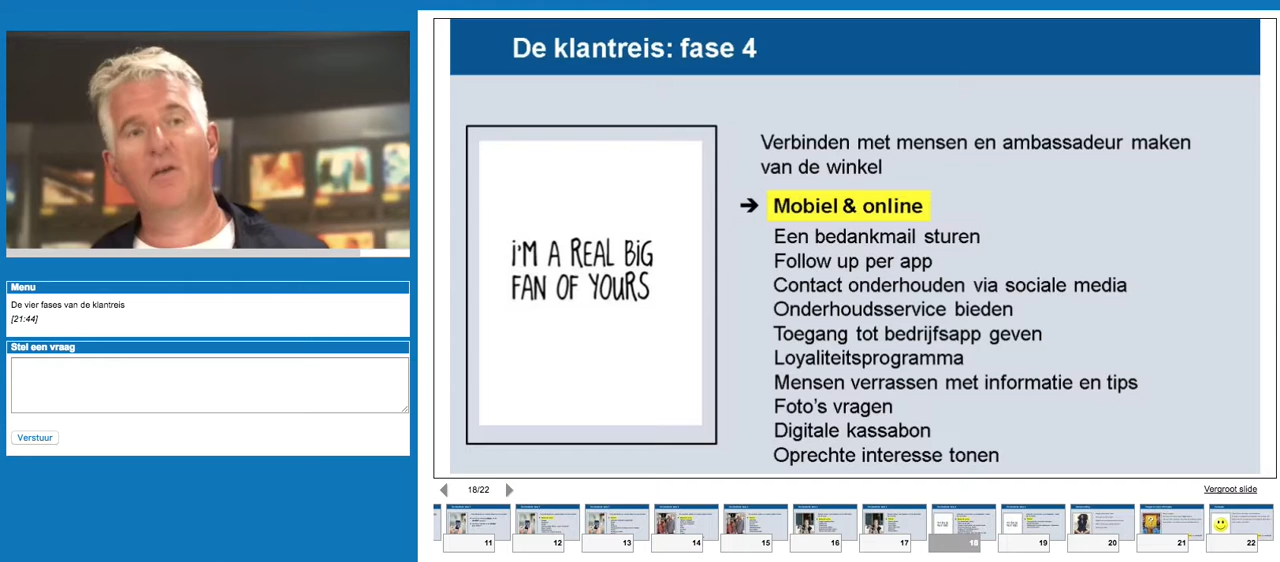 De klantreis: fase 4
I'M A REAL BIG
FAN OF YOURS
Verbinden met mensen en ambassadeur maken
van de winkel
➔ Mobiel & online
Een bedankmail sturen
Follow up per app
Contact onderhouden via sociale media
Onderhoudsservice bieden
Toegang tot bedrijfsapp geven
Loyaliteitsprogramma
Mensen verrassen met informatie en tips
Foto's vragen
Digitale kassabon
Oprechte interesse tonen
Menu
De vier fases van de klantreis
[21:44]
Stel een vraag
Verstuur
18/22
Vergroot slide
11 12 13 14 15 16 17 18 19 20 21 22